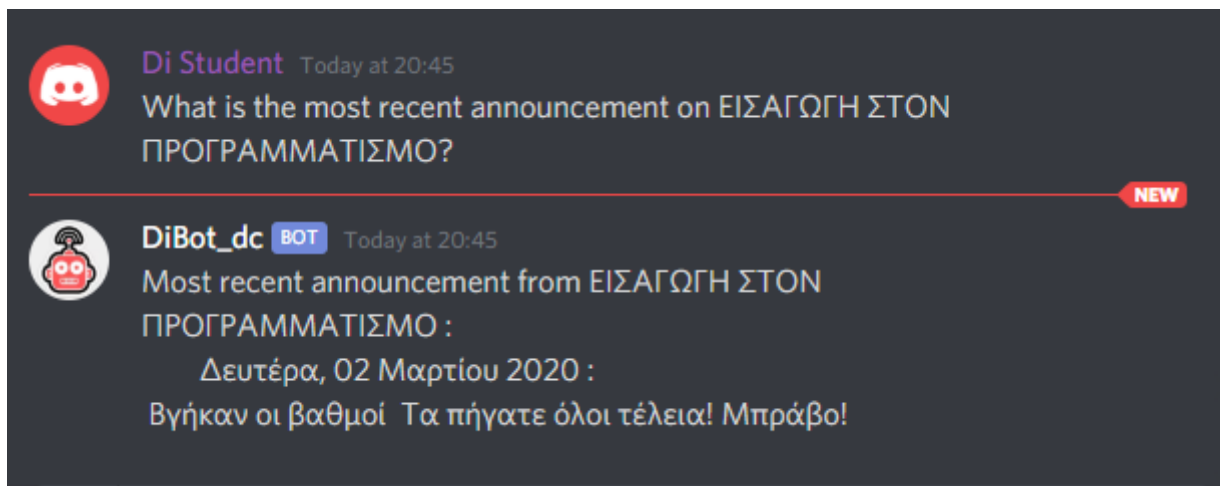 Di Student Today at 20:45
What is the most recent announcement on ΕΙΣΑΓΩΓΗ ΣΤΟΝ
ΠΡΟΓΡΑΜΜΑΤΙΣΜΟ?
NEW
DiBot_dc BOT Today at 20:45
Most recent announcement from ΕΙΣΑΓΩΓΗ ΣΤΟΝ
ΠΡΟΓΡΑΜΜΑΤΙΣΜΟ :
Δευτέρα, 02 Μαρτίου 2020 :
Βγήκαν οι βαθμοί Τα πήγατε όλοι τέλεια! Μπράβο!